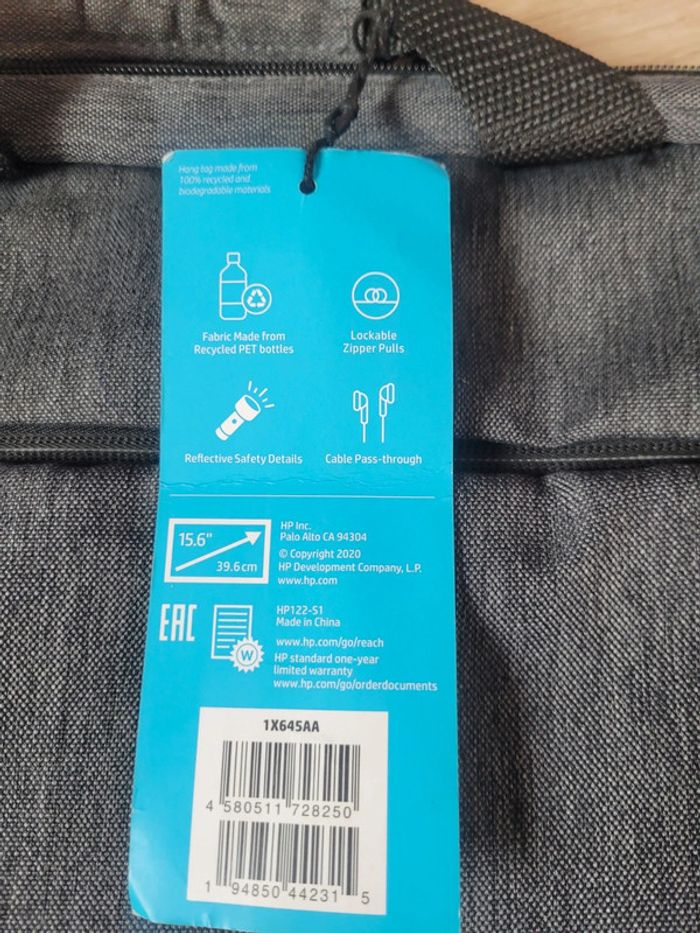 Hang tag made from
100% recycled and
biodegradable materials
Fabric Made from
Recycled PET bottles
Lockable
Zipper Pulls
Reflective Safety Details
Cable Pass-through
15.6"
39.6cm
HP Inc.
Palo Alto CA 94304
© Copyright 2020
HP Development Company, L.P.
www.hp.com
EAC
W
HP122-S1
Made in China
www.hp.com/go/reach
HP standard one-year
limited warranty
www.hp.com/go/orderdocuments
1X645AA
4 580511 728250
1 94850 44231 5